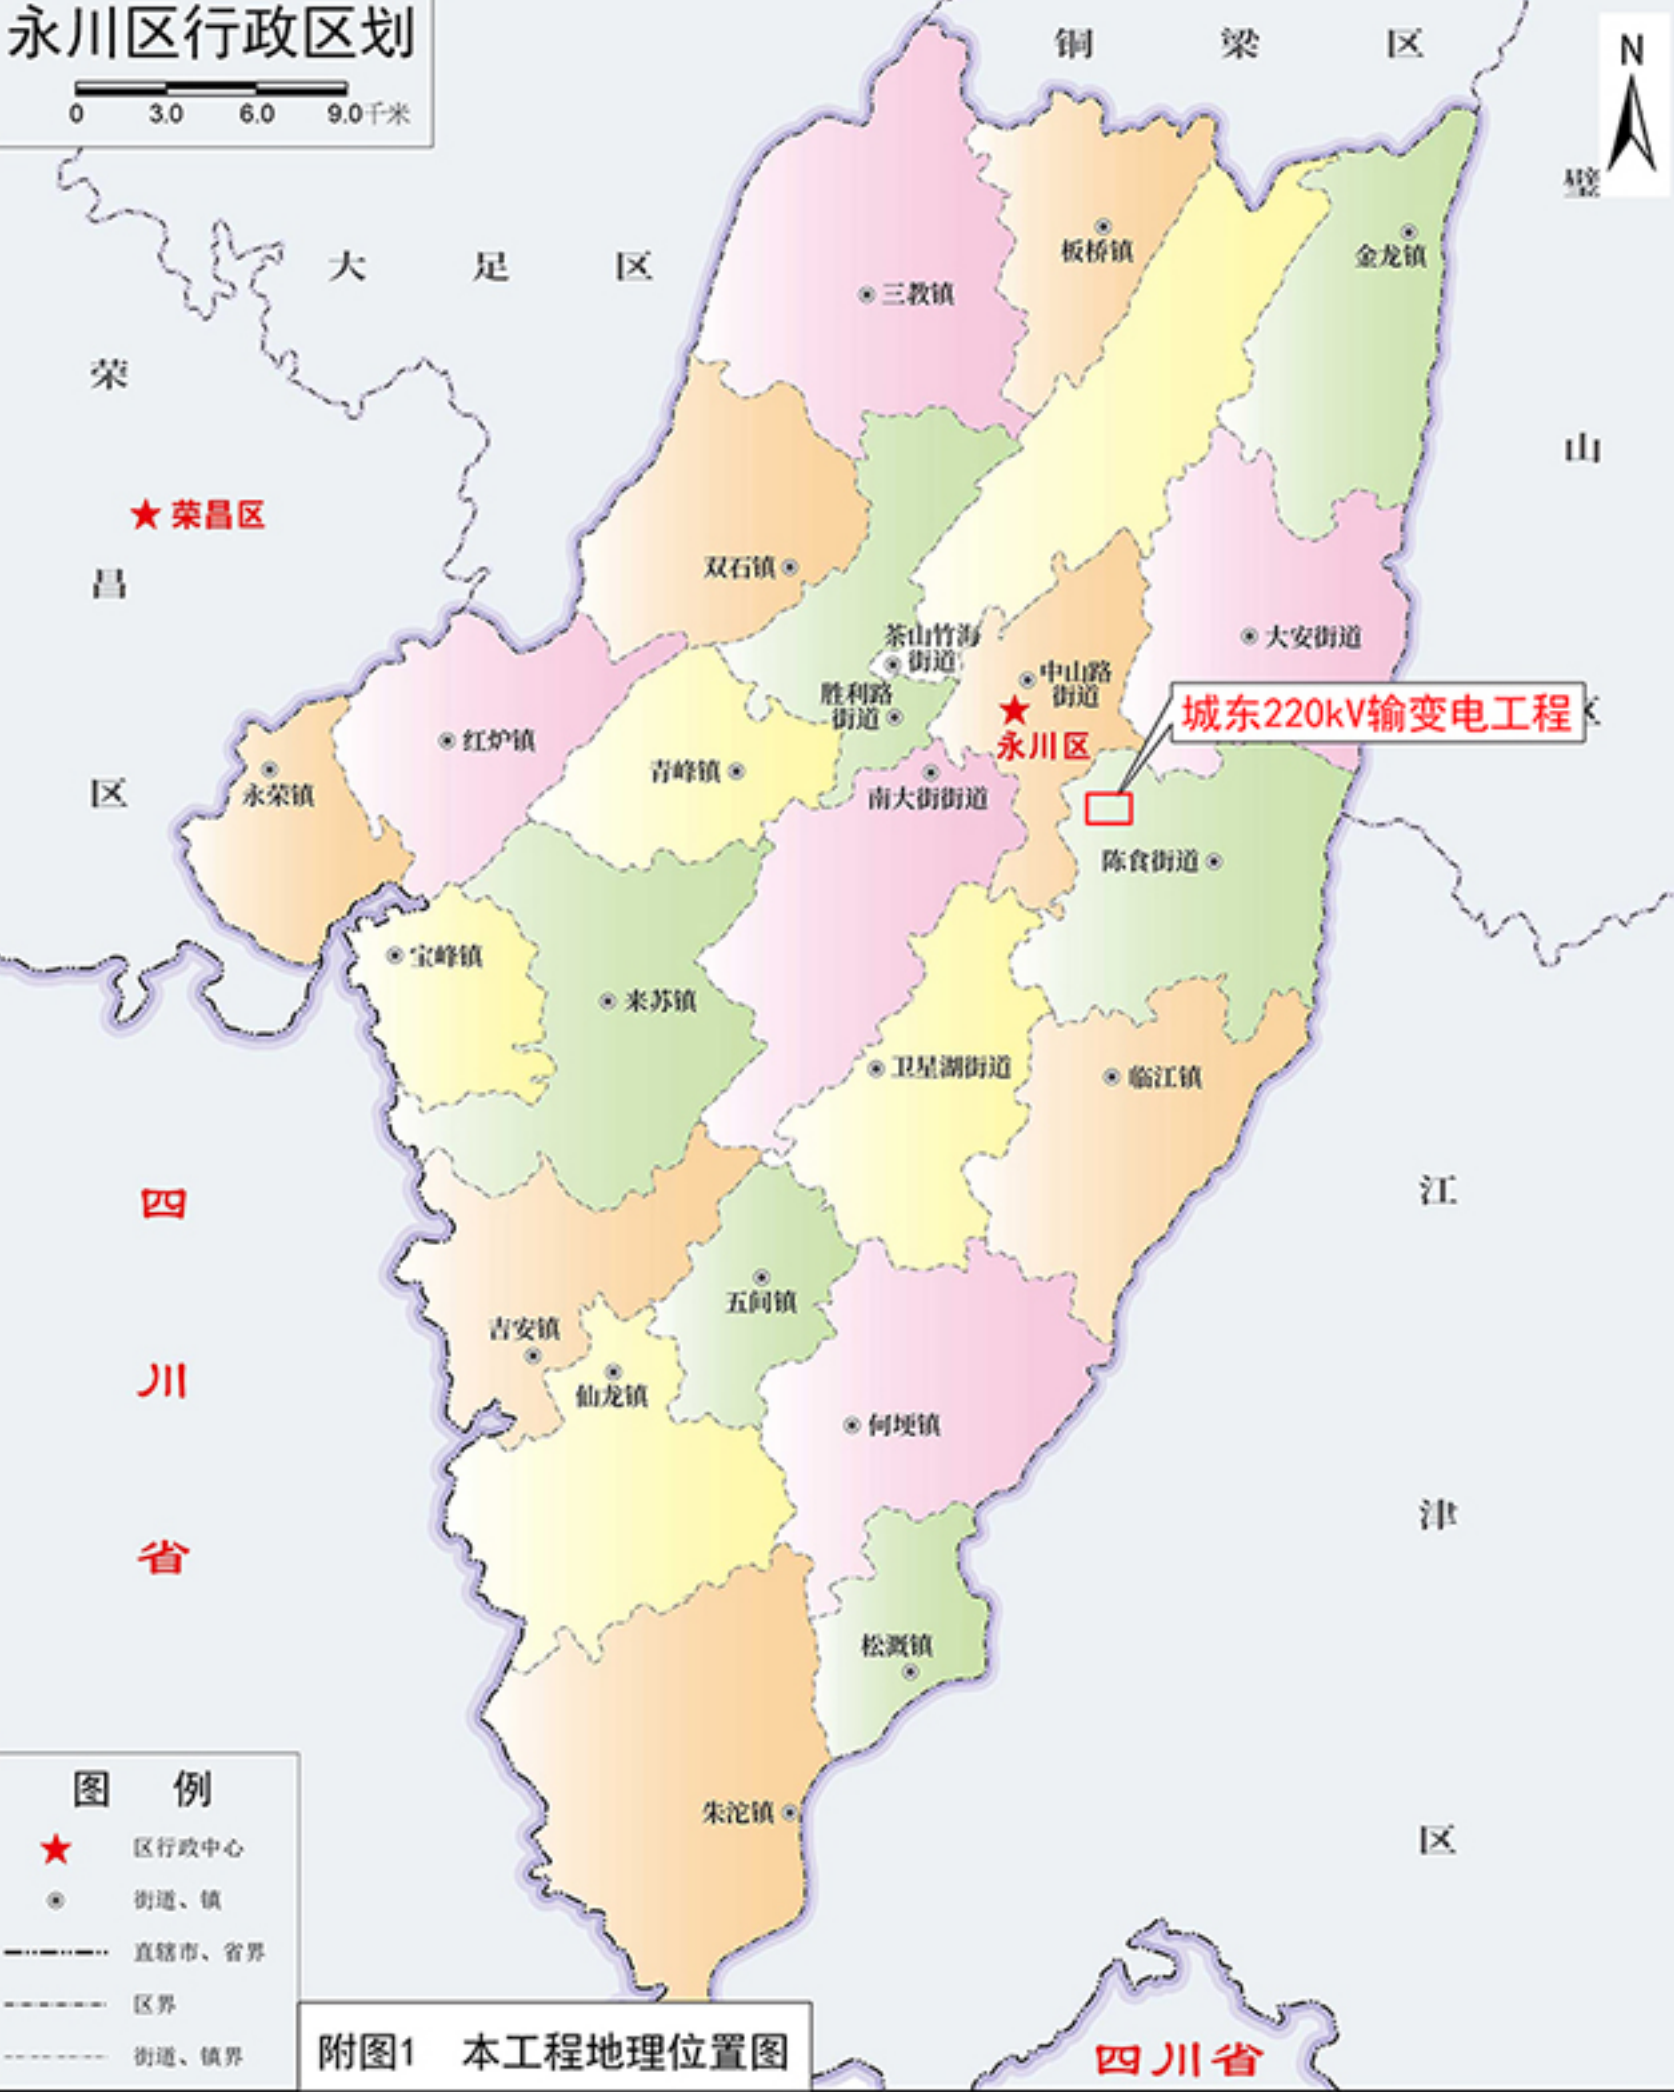 永川区行政区划
0 3.0 6.0 9.0千米
铜 梁 区
N
璧
山
区
大 足 区
荣
昌
区
★荣昌区
板桥镇
金龙镇
三教镇
双石镇
茶山竹海
街道
大安街道
中山路
街道
胜利路
街道
城东220kV输变电工程
永川区
红炉镇
青峰镇
南大街街道
永荣镇
陈食街道
宝峰镇
来苏镇
卫星湖街道
临江镇
四
川
省
江
津
区
五间镇
吉安镇
仙龙镇
何埂镇
松溉镇
朱沱镇
图 例
区行政中心
街道、镇
直辖市、省界
区界
街道、镇界
附图1 本工程地理位置图
四川省